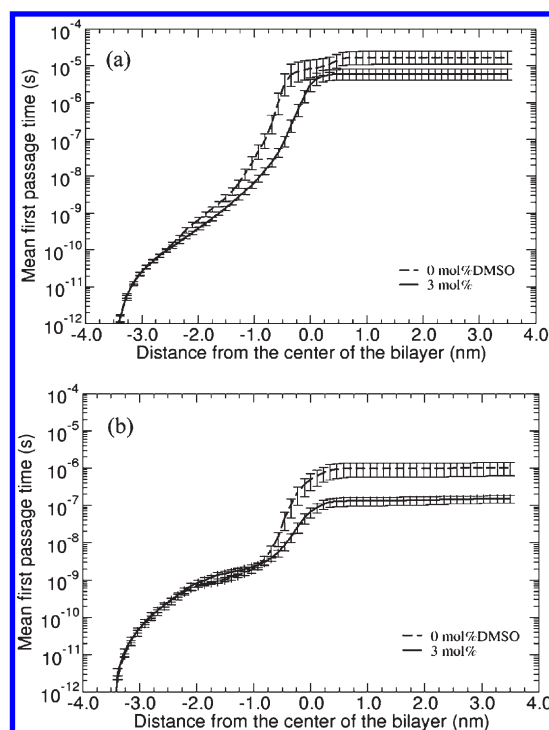 (a)
Mean first passage time (s)
10^-4
10^-5
10^-6
10^-7
10^-8
10^-9
10^-10
10^-11
10^-12
0 mol%DMSO
3 mol%
-4.0 -3.0 -2.0 -1.0 0.0 1.0 2.0 3.0 4.0
Distance from the center of the bilayer (nm)
(b)
Mean first passage time (s)
10^-4
10^-5
10^-6
10^-7
10^-8
10^-9
10^-10
10^-11
10^-12
0 mol%DMSO
3 mol%
-4.0 -3.0 -2.0 -1.0 0.0 1.0 2.0 3.0 4.0
Distance from the center of the bilayer (nm)